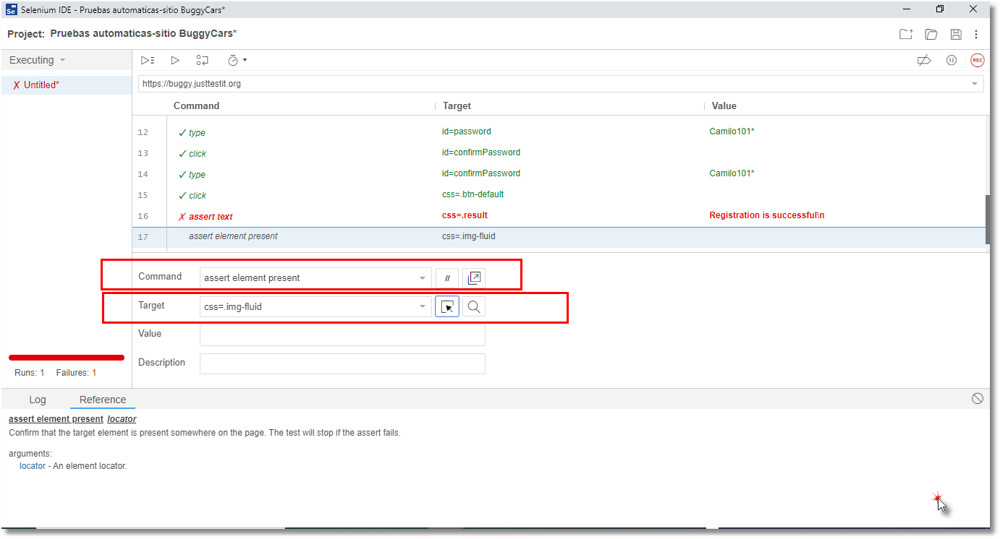 Selenium IDE - Pruebas automaticas-sitio BuggyCars*
Project: Pruebas automaticas-sitio BuggyCars*
Executing
REC
✗ Untitled*
https://buggy.justtestit.org
Command Target Value
12 ✓ type id=password Camilo101*
13 ✓ click id=confirmPassword
14 ✓ type id=confirmPassword Camilo101*
15 ✓ click css=.btn-default
16 ✗ assert text css=.result Registration is successful\n
17 assert element present css=.img-fluid
Command assert element present //
Target css=.img-fluid
Value
Description
Runs: 1 Failures: 1
Log Reference
assert element present locator
Confirm that the target element is present somewhere on the page. The test will stop if the assert fails.
arguments:
locator - An element locator.